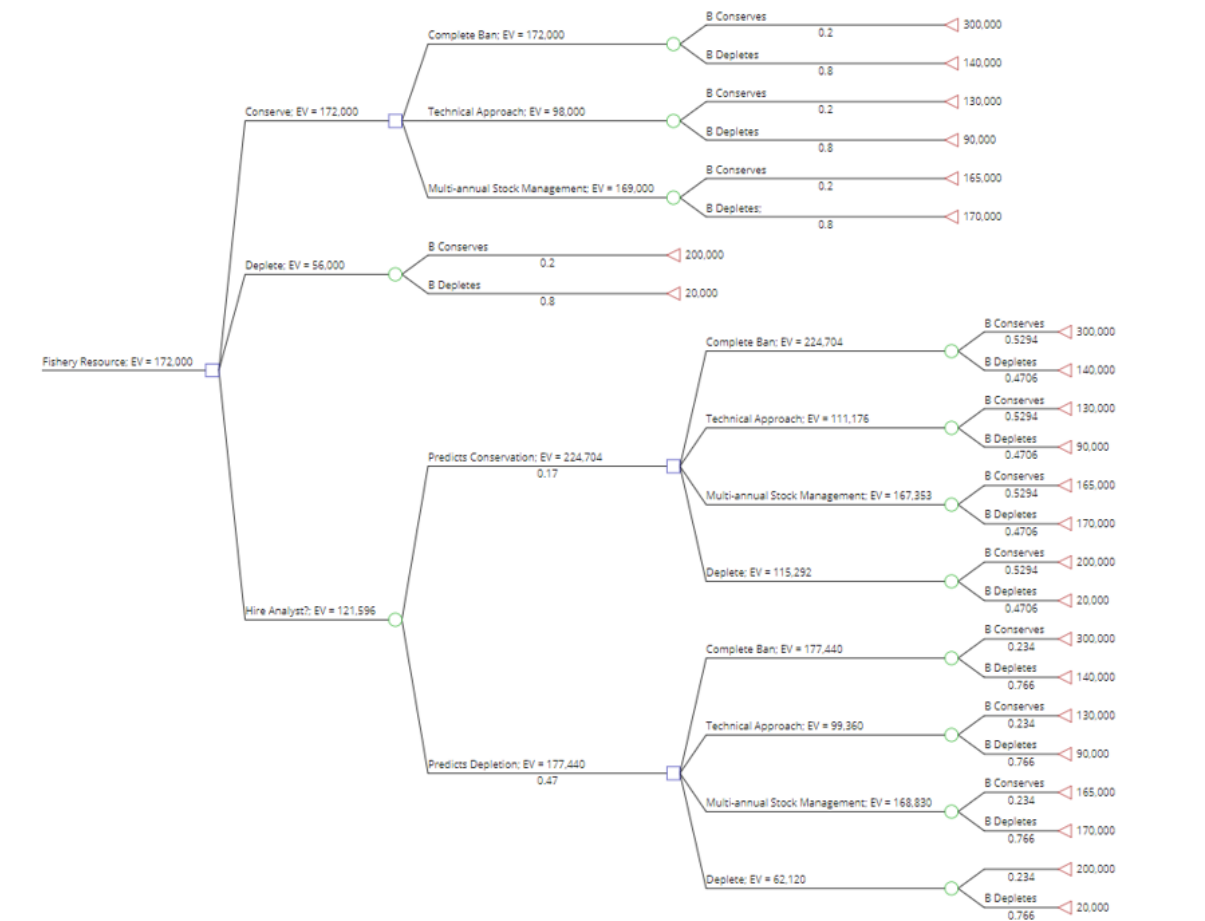 B Conserves
0.2
300,000
Complete Ban; EV = 172,000
B Depletes
0.8
140,000
B Conserves
0.2
130,000
Conserve; EV = 172,000
Technical Approach; EV = 98,000
B Depletes
0.8
90,000
B Conserves
0.2
165,000
Multi-annual Stock Management; EV = 169,000
B Depletes;
0.8
170,000
B Conserves
0.2
200,000
Deplete; EV = 56,000
B Depletes
0.8
20,000
Fishery Resource; EV = 172,000
B Conserves
0.5294
300,000
Complete Ban; EV = 224,704
B Depletes
0.4706
140,000
B Conserves
0.5294
130,000
Technical Approach; EV = 111,176
B Depletes
0.4706
90,000
Predicts Conservation; EV = 224,704
0.17
B Conserves
0.5294
165,000
Multi-annual Stock Management; EV = 167,353
B Depletes
0.4706
170,000
B Conserves
0.5294
200,000
Deplete; EV = 115,292
B Depletes
0.4706
20,000
Hire Analyst?; EV = 121,596
B Conserves
0.234
300,000
Complete Ban; EV = 177,440
B Depletes
0.766
140,000
B Conserves
0.234
130,000
Technical Approach; EV = 99,360
B Depletes
0.766
90,000
Predicts Depletion; EV = 177,440
0.47
B Conserves
0.234
165,000
Multi-annual Stock Management; EV = 168,830
B Depletes
0.766
170,000
0.234
200,000
Deplete; EV = 62,120
B Depletes
0.766
20,000